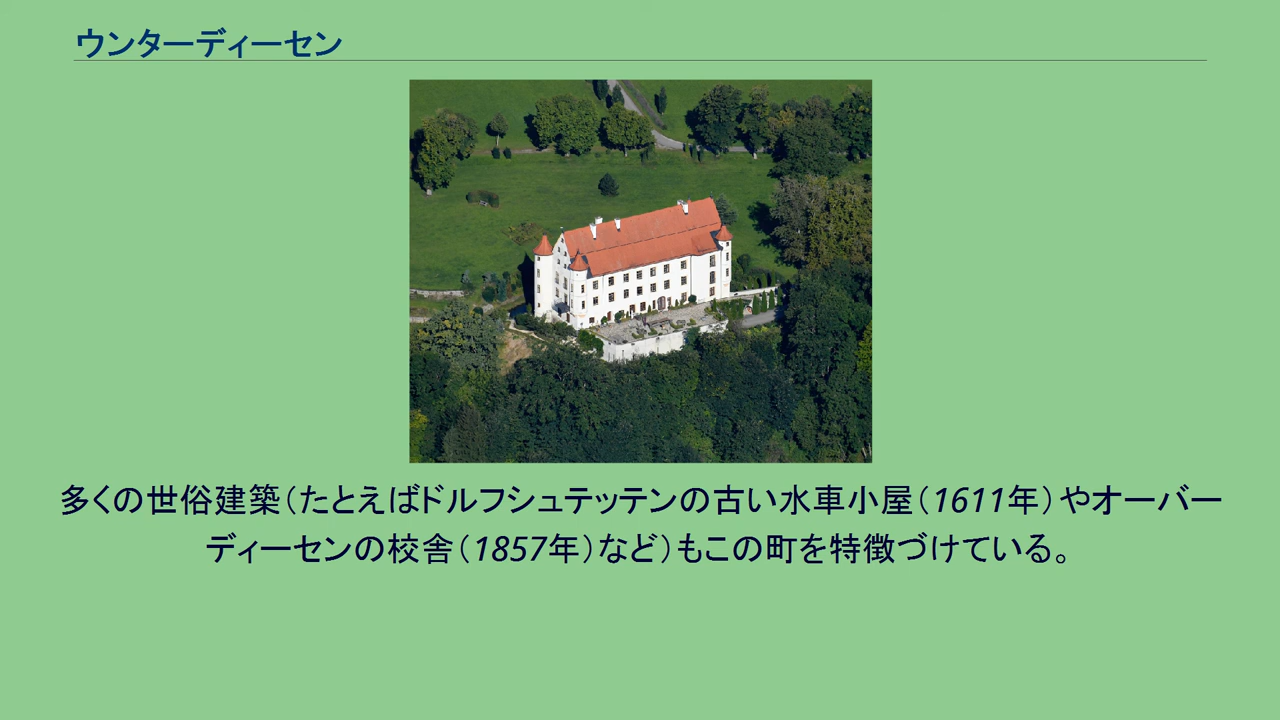 ウンターディーセン
多くの世俗建築（たとえばドルフシュテッテンの古い水車小屋（1611年）やオーバー
ディーセンの校舎（1857年）など）もこの町を特徴づけている。